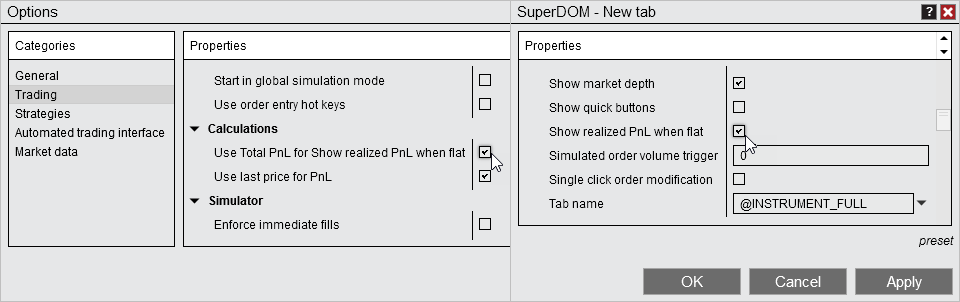 Options
Categories
General
Trading
Strategies
Automated trading interface
Market data
Properties
Start in global simulation mode
Use order entry hot keys
Calculations
Use Total PnL for Show realized PnL when flat
Use last price for PnL
Simulator
Enforce immediate fills
SuperDOM - New tab
?
Properties
Show market depth
Show quick buttons
Show realized PnL when flat
Simulated order volume trigger 0
Single click order modification
Tab name @INSTRUMENT_FULL
preset
OK Cancel Apply